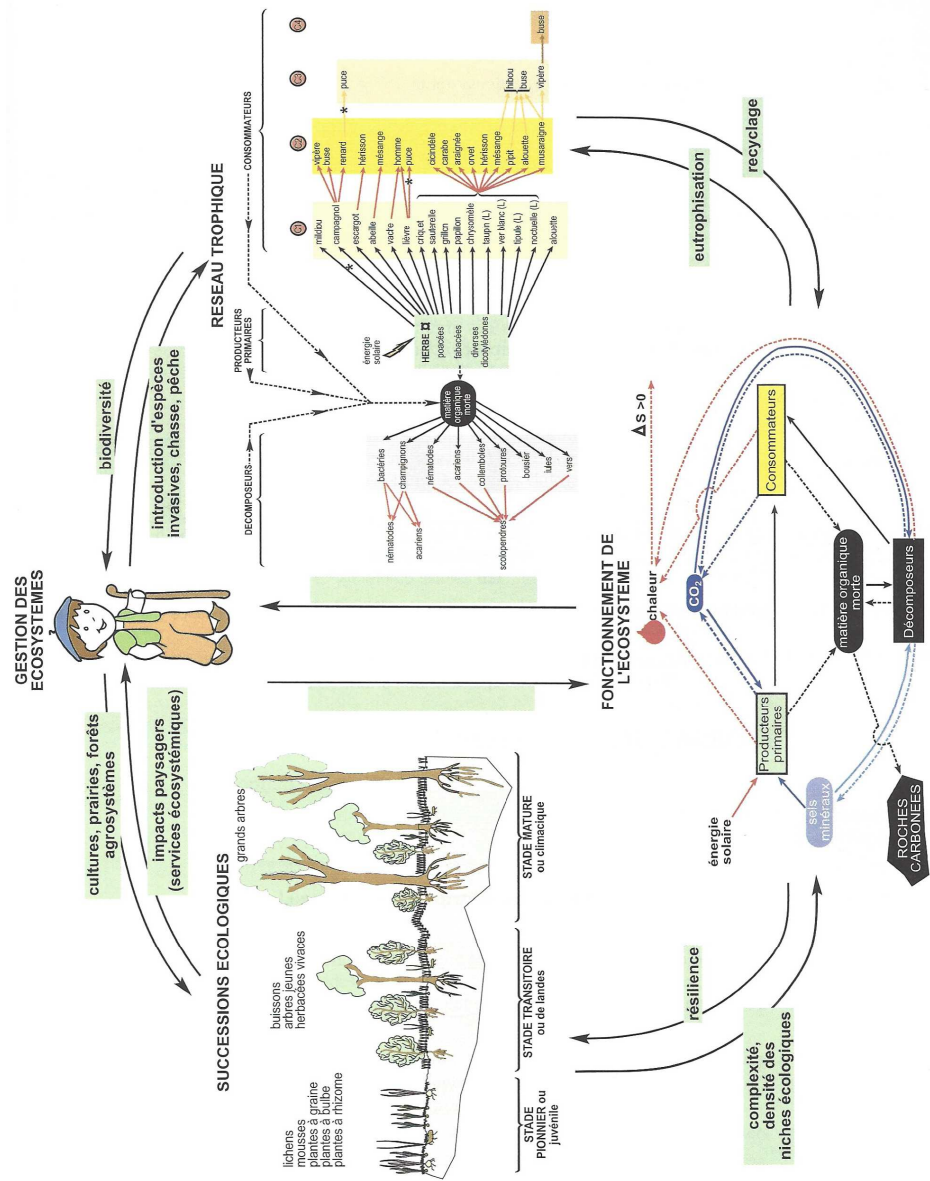 GESTION DES
ECOSYSTEMES
cultures, prairies, forêts
agrosystèmes
impacts paysagers
(services écosystémiques)
biodiversité
introduction d'espèces
invasives, chasse, pêche
SUCCESSIONS ECOLOGIQUES
lichens
mousses
plantes à graine
plantes à bulbe
plantes à rhizome
buissons
arbres jeunes
herbacées vivaces
grands arbres
STADE
PIONNIER ou
juvénile
STADE TRANSITOIRE
ou de landes
STADE MATURE
ou climacique
RESEAU TROPHIQUE
DECOMPOSEURS
PRODUCTEURS
PRIMAIRES
CONSOMMATEURS
C1
C2
C3
C4
nématodes
acariens
scolopendres
bactéries
champignons
nématodes
acariens
collemboles
protoures
bousier
iules
vers
matière
organique
morte
énergie
solaire
HERBE ¤
poacées
fabacées
diverses
dicotylédones
*
mildiou
campagnol
escargot
abeille
vache
lièvre
criquet
sauterelle
grillon
papillon
chrysomèle
taupin (L)
ver blanc (L)
tipule (L)
noctuelle (L)
alouette
*
vipère
buse
renard
hérisson
mésange
homme
puce
cicindèle
carabe
araignée
orvet
hérisson
mésange
pipit
alouette
musaraigne
*
puce
hibou
buse
vipère
buse
résilience
complexité,
densité des
niches écologiques
eutrophisation
recyclage
FONCTIONNEMENT DE
L'ECOSYSTEME
chaleur
ΔS >0
CO2
énergie
solaire
Producteurs
primaires
Consommateurs
sels
minéraux
matière organique
morte
Décomposeurs
ROCHES
CARBONEES